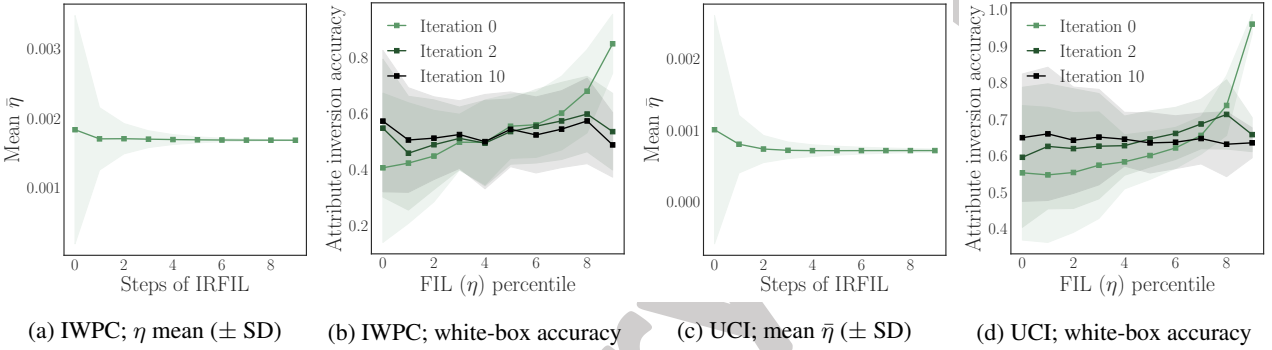 Mean η̄
0.003
0.002
0.001
0
2
4
6
8
Steps of IRFIL
(a) IWPC; η mean (± SD)
Attribute inversion accuracy
0.8
0.6
0.4
0.2
Iteration 0
Iteration 2
Iteration 10
0
2
4
6
8
FIL (η) percentile
(b) IWPC; white-box accuracy
Mean η̄
0.002
0.001
0.000
0
2
4
6
8
Steps of IRFIL
(c) UCI; mean η̄ (± SD)
Attribute inversion accuracy
1.0
0.9
0.8
0.7
0.6
0.5
0.4
Iteration 0
Iteration 2
Iteration 10
0
2
4
6
8
FIL (η) percentile
(d) UCI; white-box accuracy